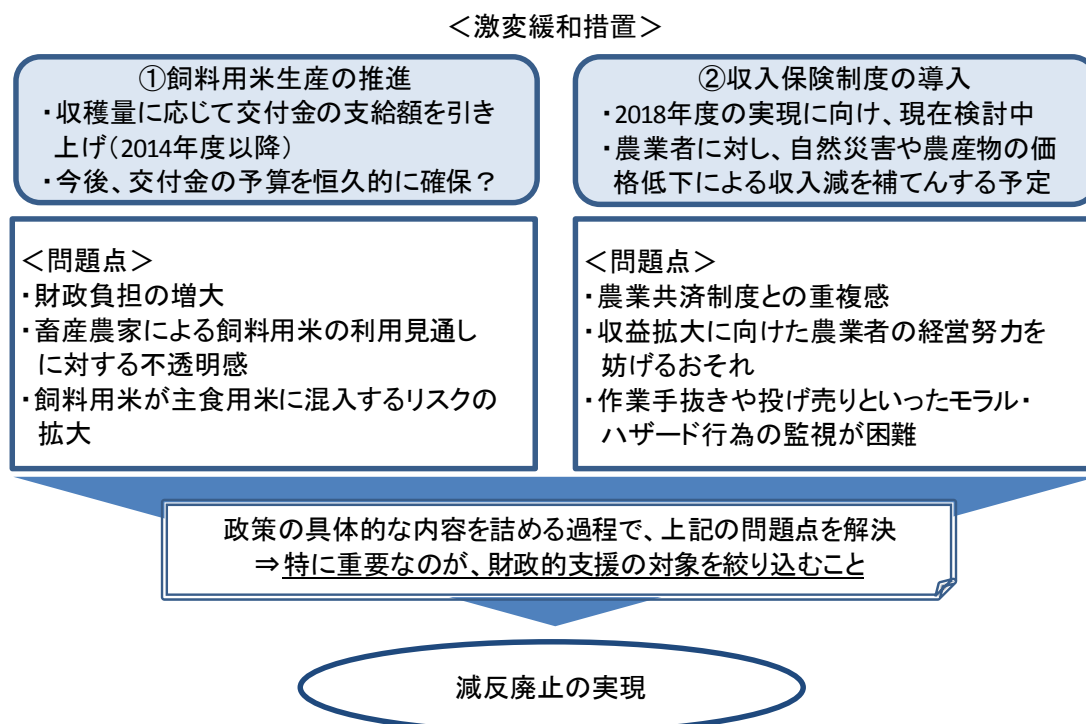 ＜激変緩和措置＞
①飼料用米生産の推進
・収穫量に応じて交付金の支給額を引き
上げ（2014年度以降）
・今後、交付金の予算を恒久的に確保？
②収入保険制度の導入
・2018年度の実現に向け、現在検討中
・農業者に対し、自然災害や農産物の価
格低下による収入減を補てんする予定
＜問題点＞
・財政負担の増大
・畜産農家による飼料用米の利用見通し
に対する不透明感
・飼料用米が主食用米に混入するリスクの
拡大
＜問題点＞
・農業共済制度との重複感
・収益拡大に向けた農業者の経営努力を
妨げるおそれ
・作業手抜きや投げ売りといったモラル・
ハザード行為の監視が困難
政策の具体的な内容を詰める過程で、上記の問題点を解決
⇒特に重要なのが、財政的支援の対象を絞り込むこと
減反廃止の実現